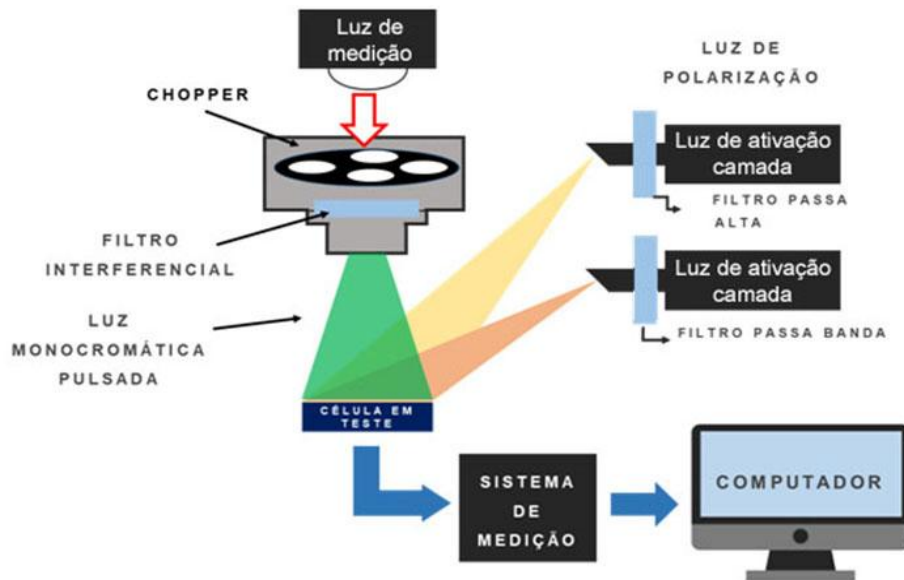 Luz de
medição
CHOPPER
FILTRO
INTERFERENCIAL
LUZ
MONOCROMÁTICA
PULSADA
LUZ DE
POLARIZAÇÃO
Luz de ativação
camada
FILTRO PASSA
ALTA
Luz de ativação
camada
FILTRO PASSA BANDA
CÉLULA EM
TESTE
SISTEMA
DE
MEDIÇÃO
COMPUTADOR